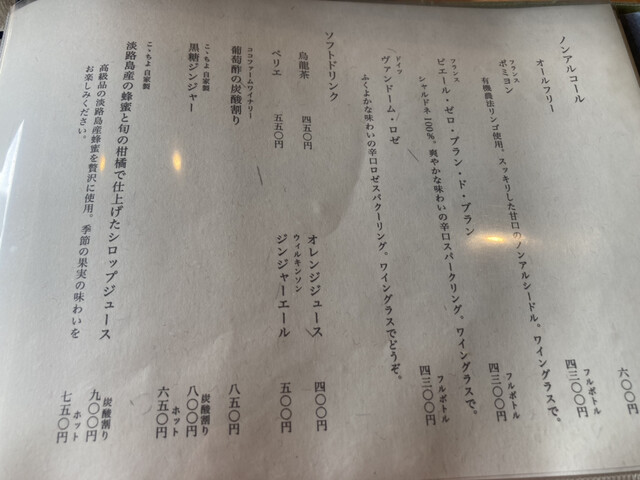 ノンアルコール
オールフリー
六〇〇円
フランス
ポミヨン
有機農法リンゴ使用、スッキリした甘口のノンアルシードル。ワイングラスで。
フルボトル
四三〇〇円
フランス
ピエール・ゼロ・ブラン・ド・ブラン
シャルドネ100%。爽やかな味わいの辛口スパークリング。ワイングラスで。
フルボトル
四三〇〇円
ドイツ
ヴァンドーム・ロゼ
ふくよかな味わいの辛口ロゼスパクーリング。ワイングラスでどうぞ。
フルボトル
四三〇〇円
ソフトドリンク
烏龍茶
四五〇円
オレンジジュース
四〇〇円
ペリエ
五五〇円
ウィルキンソン
ジンジャーエール
五〇〇円
ココファームワイナリー
葡萄酢の炭酸割り
八五〇円
こゝちよ 自家製
黒糖ジンジャー
炭酸割り
八〇〇円
ホット
六五〇円
こゝちよ 自家製
淡路島産の蜂蜜と旬の柑橘で仕上げたシロップジュース
高級品の淡路島産蜂蜜を贅沢に使用。季節の果実の味わいを
お楽しみください。
炭酸割り
九〇〇円
ホット
七五〇円